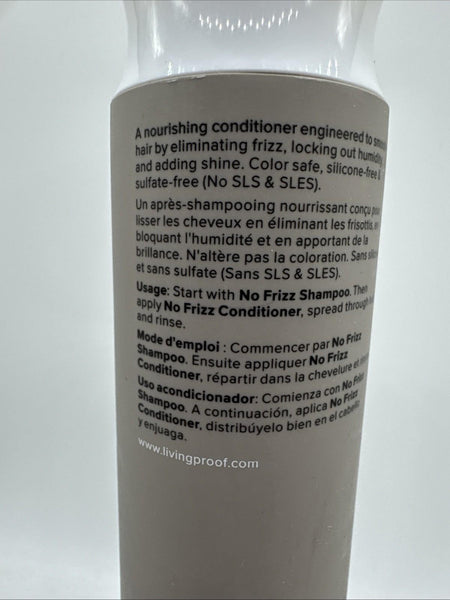 A nourishing conditioner engineered to
hair by eliminating frizz, locking out humidity
and adding shine. Color safe, silicone-free &
sulfate-free (No SLS & SLES).
Un après-shampooing nourrissant conçu
lisser les cheveux en éliminant les frisottis,
bloquant l'humidité et en apportant de la
brillance. N'altère pas la coloration. Sans
et sans sulfate (Sans SLS & SLES).
Usage: Start with No Frizz Shampoo. Then
apply No Frizz Conditioner, spread through
and rinse.
Mode d'emploi : Commencer par No Frizz
Shampoo. Ensuite appliquer No Frizz
Conditioner, répartir dans la chevelure et
Uso acondicionador: Comienza con No Frizz
Shampoo. A continuación, aplica No Frizz
Conditioner, distribúyelo bien en el cabello
y enjuaga.
www.livingproof.com